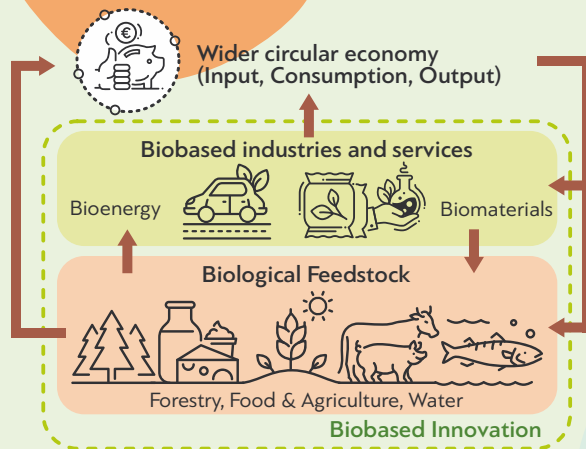 €
Wider circular economy
(Input, Consumption, Output)
Biobased industries and services
Bioenergy
Biomaterials
Biological Feedstock
Forestry, Food & Agriculture, Water
Biobased Innovation